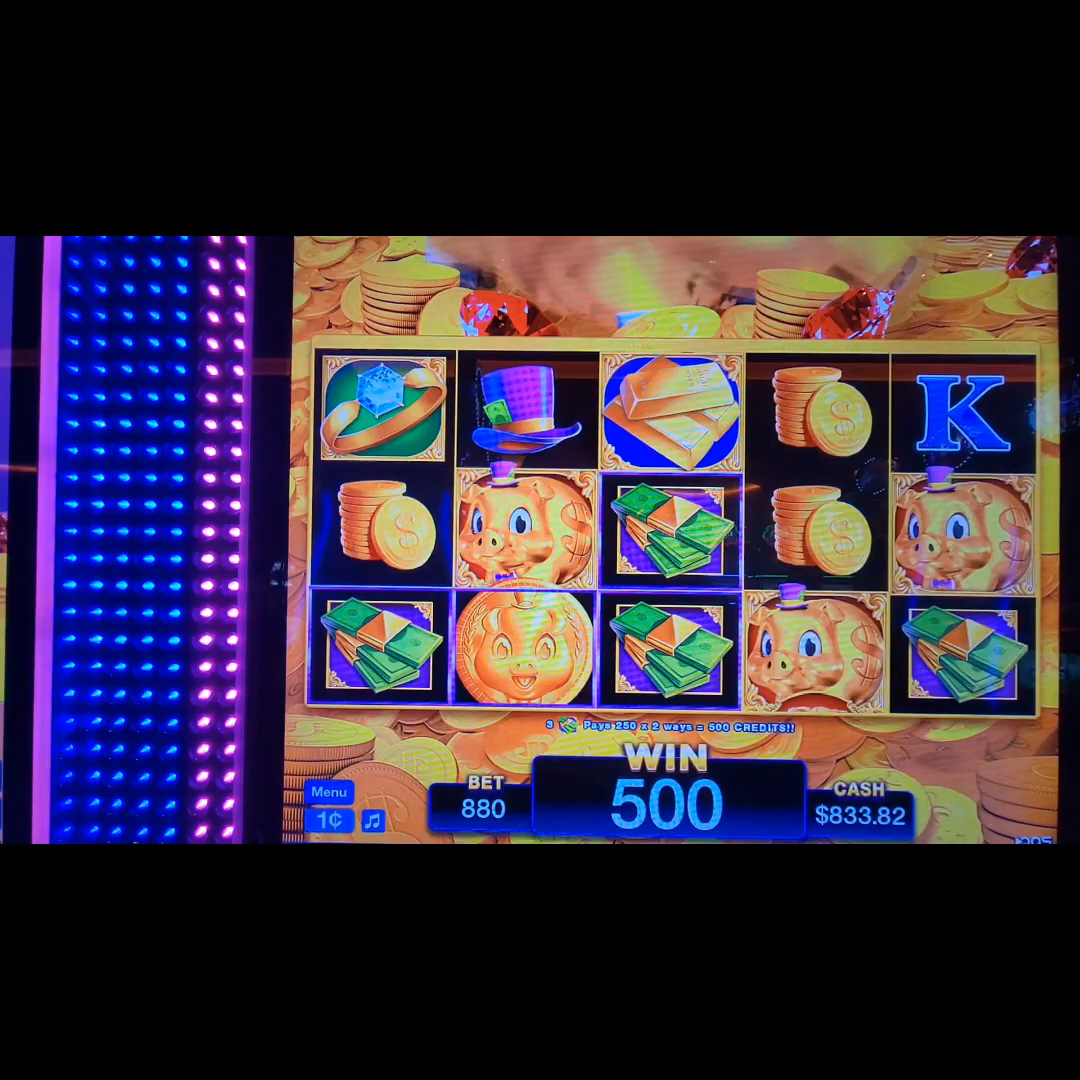 K
3 Pays 250 x 2 ways = 500 CREDITS!!
WIN
BET
CASH
Menu
880
500
$833.82
1¢